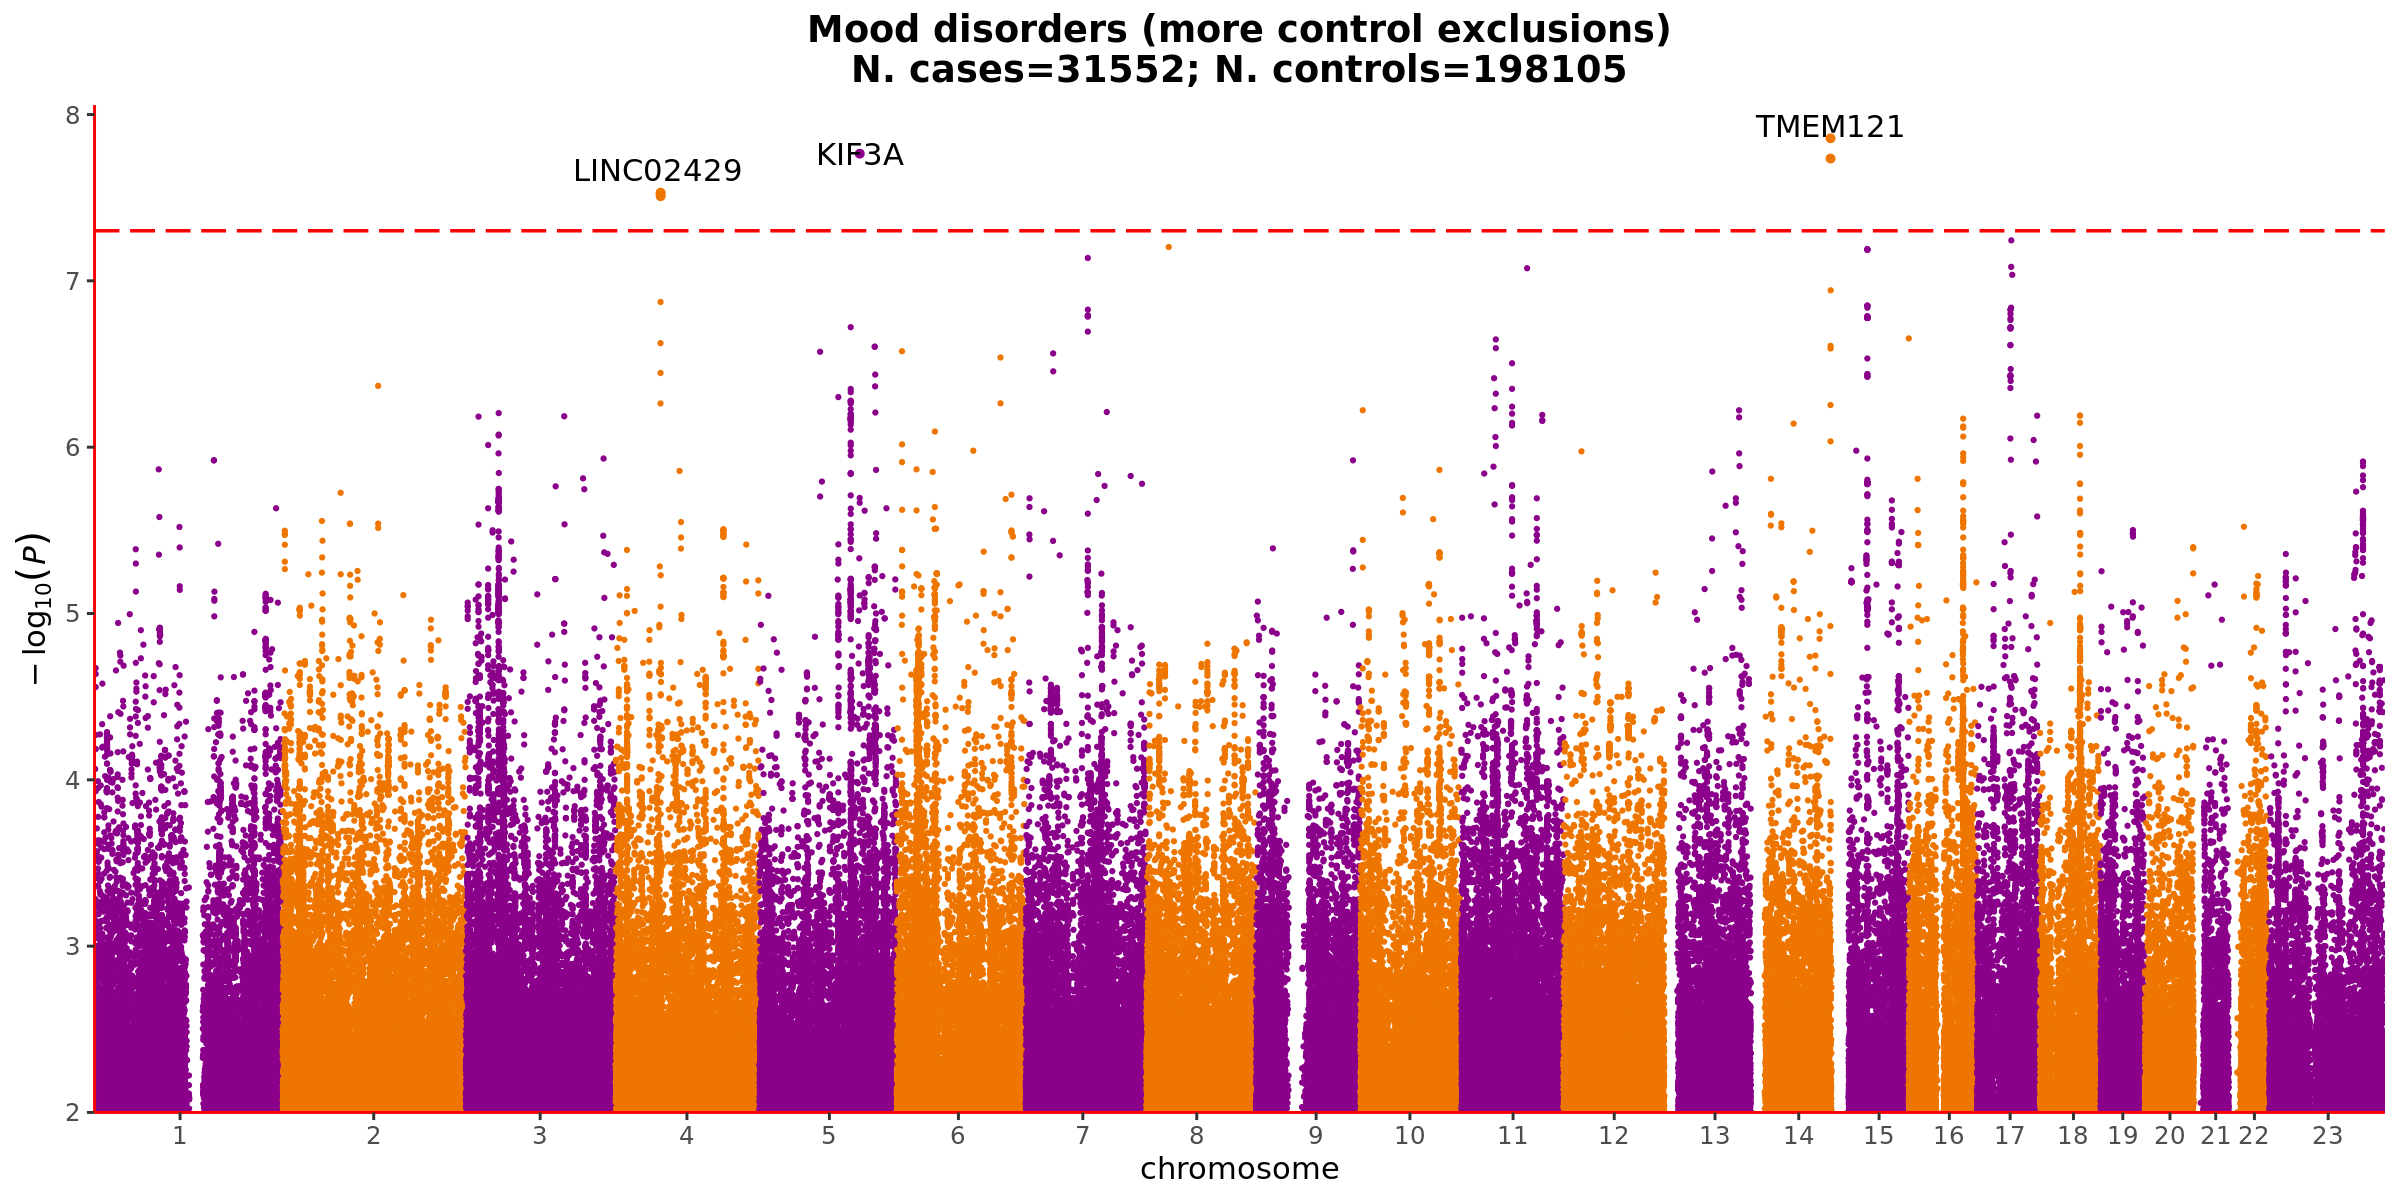 Mood disorders (more control exclusions)
N. cases=31552; N. controls=198105
8
TMEM121
KIF3A
LINC02429
7
6
− log10(P)
5
4
3
2
1 2 3 4 5 6 7 8 9 10 11 12 13 14 15 16 17 18 19 20 21 22 23
chromosome